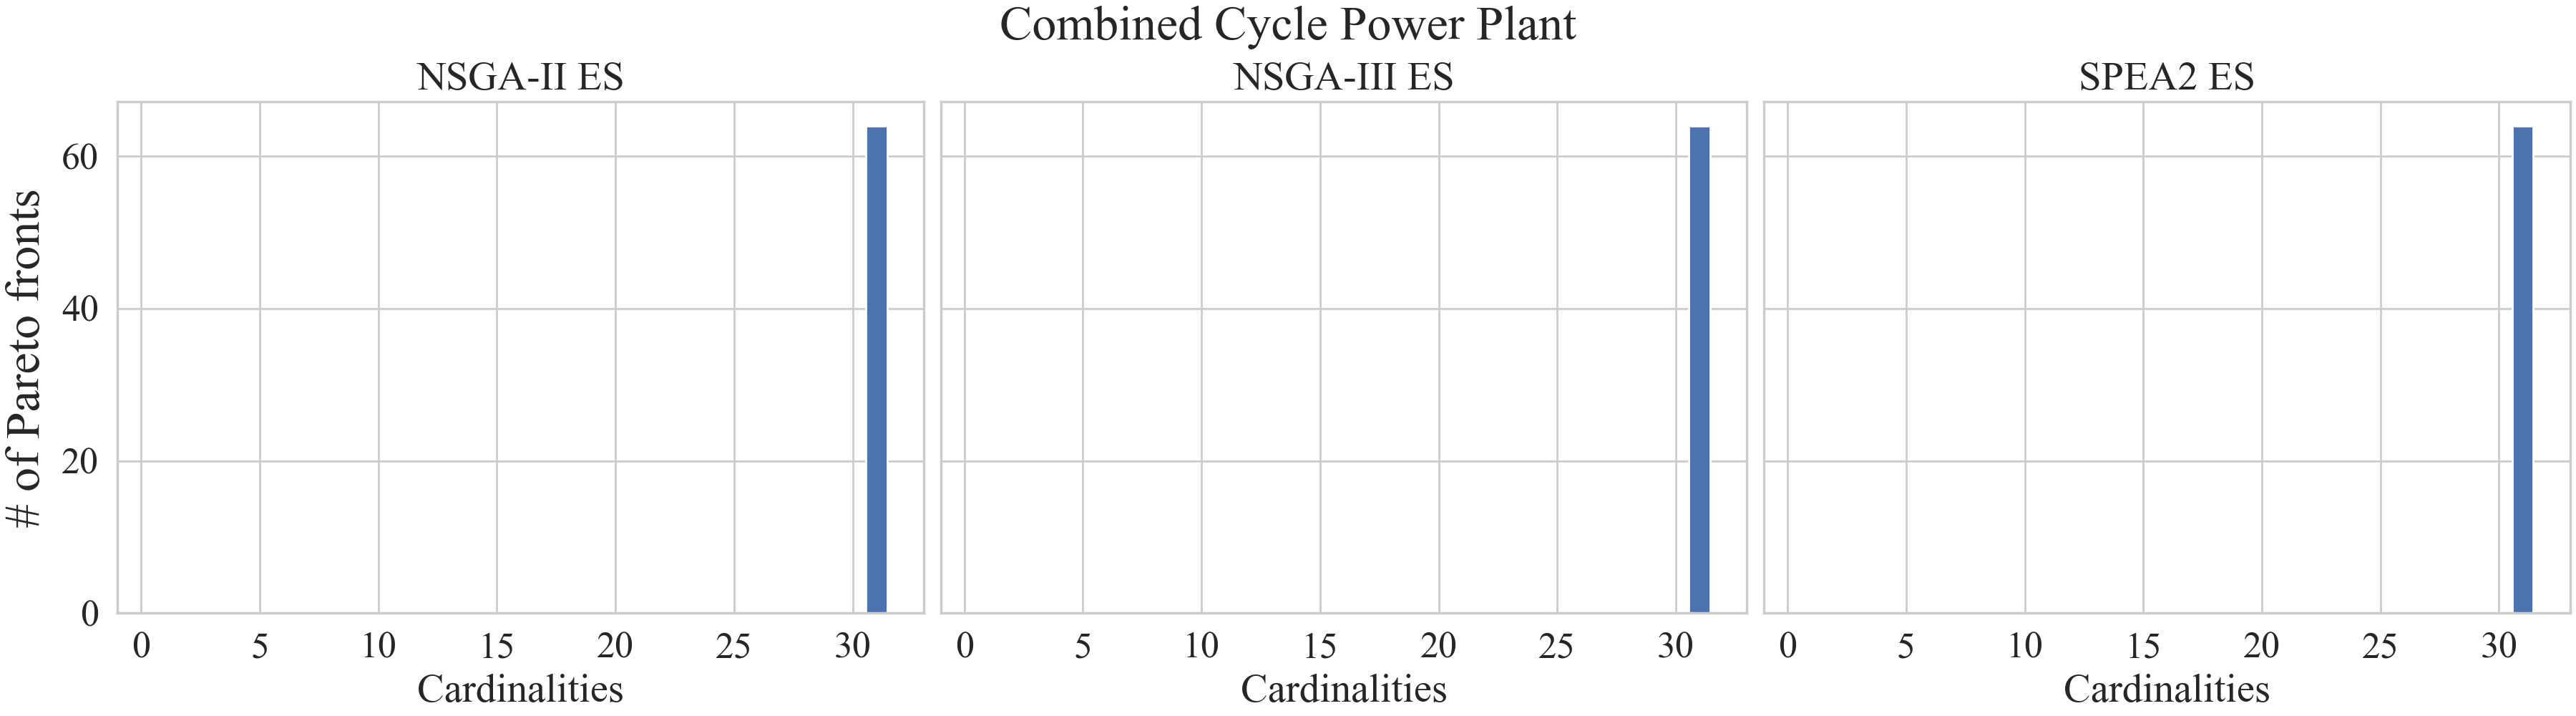 Combined Cycle Power Plant
NSGA-II ES
NSGA-III ES
SPEA2 ES
# of Pareto fronts
60
40
20
0
0 5 10 15 20 25 30
0 5 10 15 20 25 30
0 5 10 15 20 25 30
Cardinalities
Cardinalities
Cardinalities